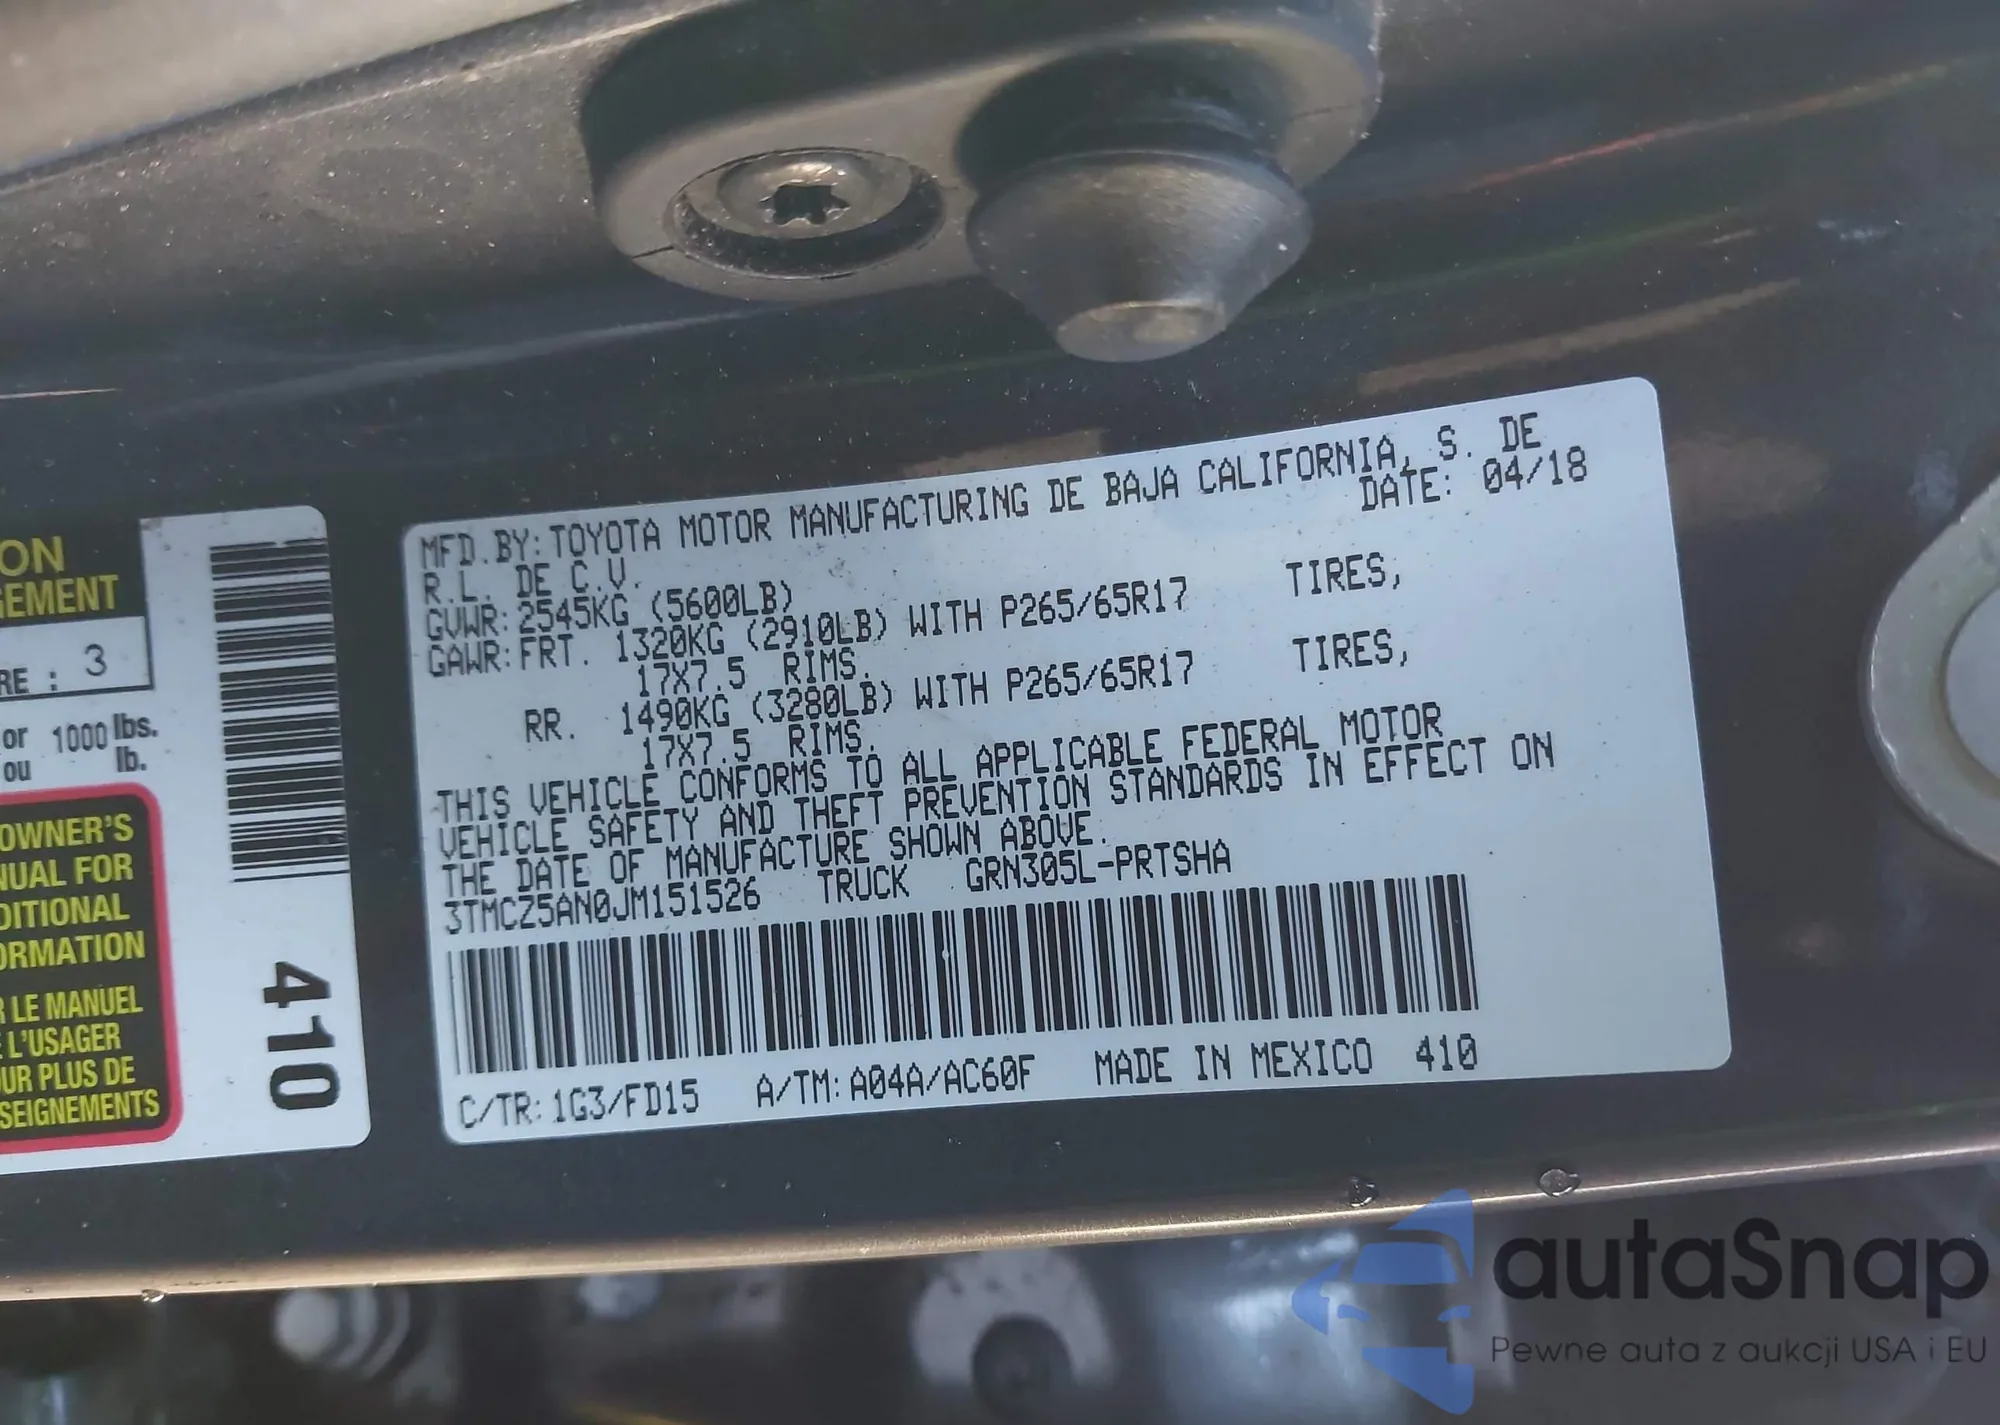 MFD.BY:TOYOTA MOTOR MANUFACTURING DE BAJA CALIFORNIA, S. DE
R.L. DE C.V. DATE: 04/18
GVWR:2545KG (5600LB)
GAWR:FRT. 1320KG (2910LB) WITH P265/65R17 TIRES,
17X7.5 RIMS.
RR. 1490KG (3280LB) WITH P265/65R17 TIRES,
17X7.5 RIMS.
THIS VEHICLE CONFORMS TO ALL APPLICABLE FEDERAL MOTOR
VEHICLE SAFETY AND THEFT PREVENTION STANDARDS IN EFFECT ON
THE DATE OF MANUFACTURE SHOWN ABOVE.
3TMCZ5AN0JM151526 TRUCK GRN305L-PRTSHA
C/TR:1G3/FD15 A/TM:A04A/AC60F MADE IN MEXICO 410
ON
GEMENT
RE : 3
or 1000 lbs.
ou lb.
OWNER'S
NUAL FOR
DITIONAL
ORMATION
R LE MANUEL
E L'USAGER
OUR PLUS DE
SEIGNEMENTS
410
autaSnap
Pewne auta z aukcji USA i EU